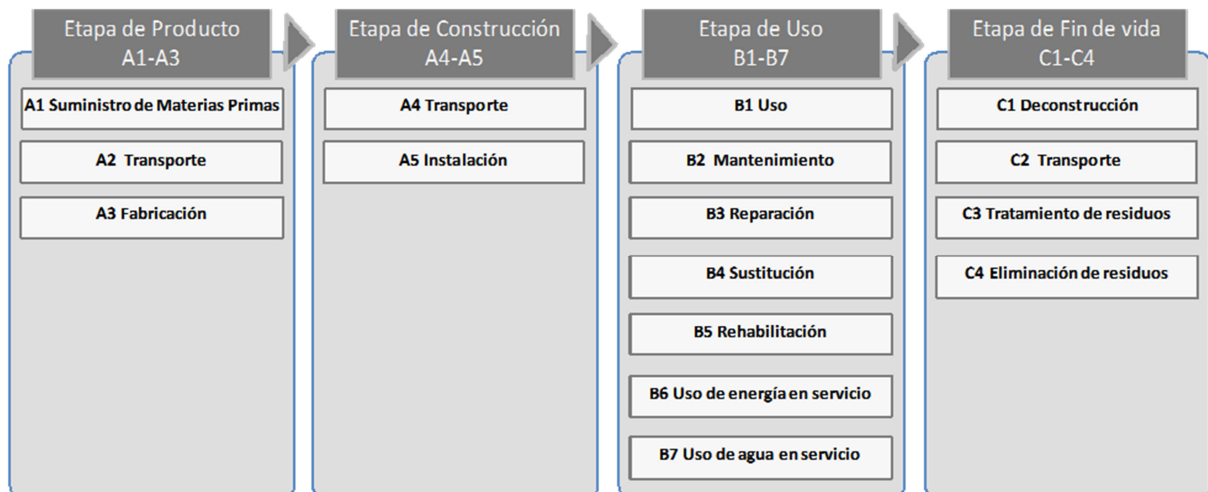 Etapa de Producto
A1-A3
A1 Suministro de Materias Primas
A2 Transporte
A3 Fabricación
Etapa de Construcción
A4-A5
A4 Transporte
A5 Instalación
Etapa de Uso
B1-B7
B1 Uso
B2 Mantenimiento
B3 Reparación
B4 Sustitución
B5 Rehabilitación
B6 Uso de energía en servicio
B7 Uso de agua en servicio
Etapa de Fin de vida
C1-C4
C1 Deconstrucción
C2 Transporte
C3 Tratamiento de residuos
C4 Eliminación de residuos